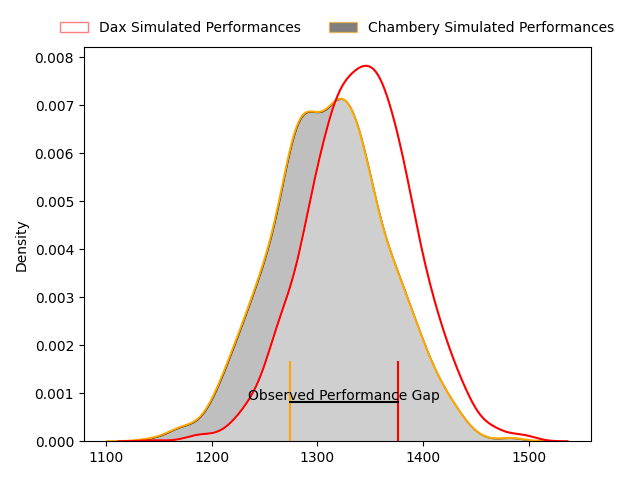 Dax Simulated Performances Chambery Simulated Performances
0.008
0.007
0.006
0.005
0.004
0.003
0.002
0.001
0.000
Density
Observed Performance Gap
1100 1200 1300 1400 1500